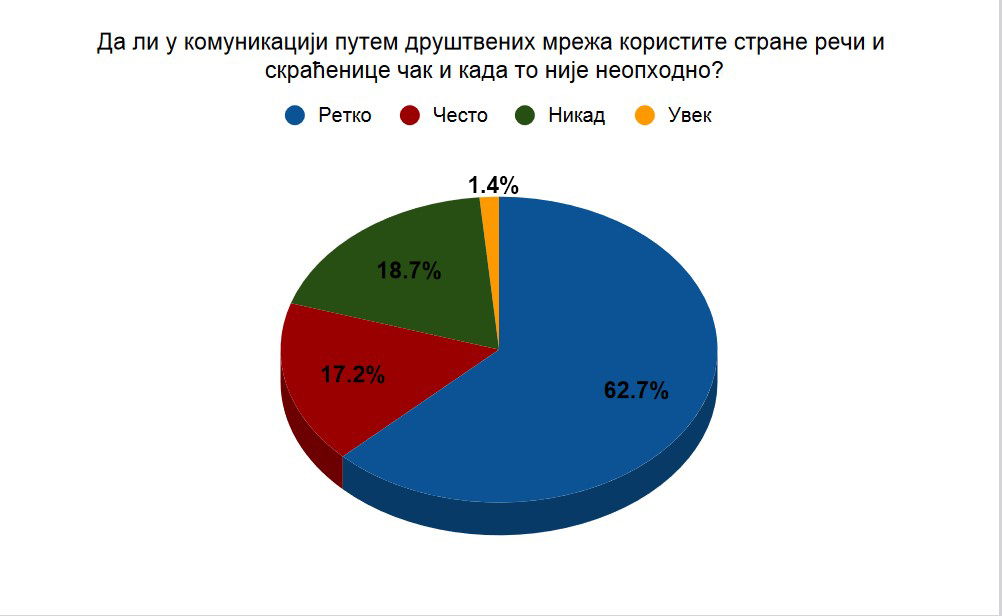 Да ли у комуникацији путем друштвених мрежа користите стране речи и
скраћенице чак и када то није неопходно?
Ретко Често Никад Увек
1.4%
18.7%
17.2%
62.7%